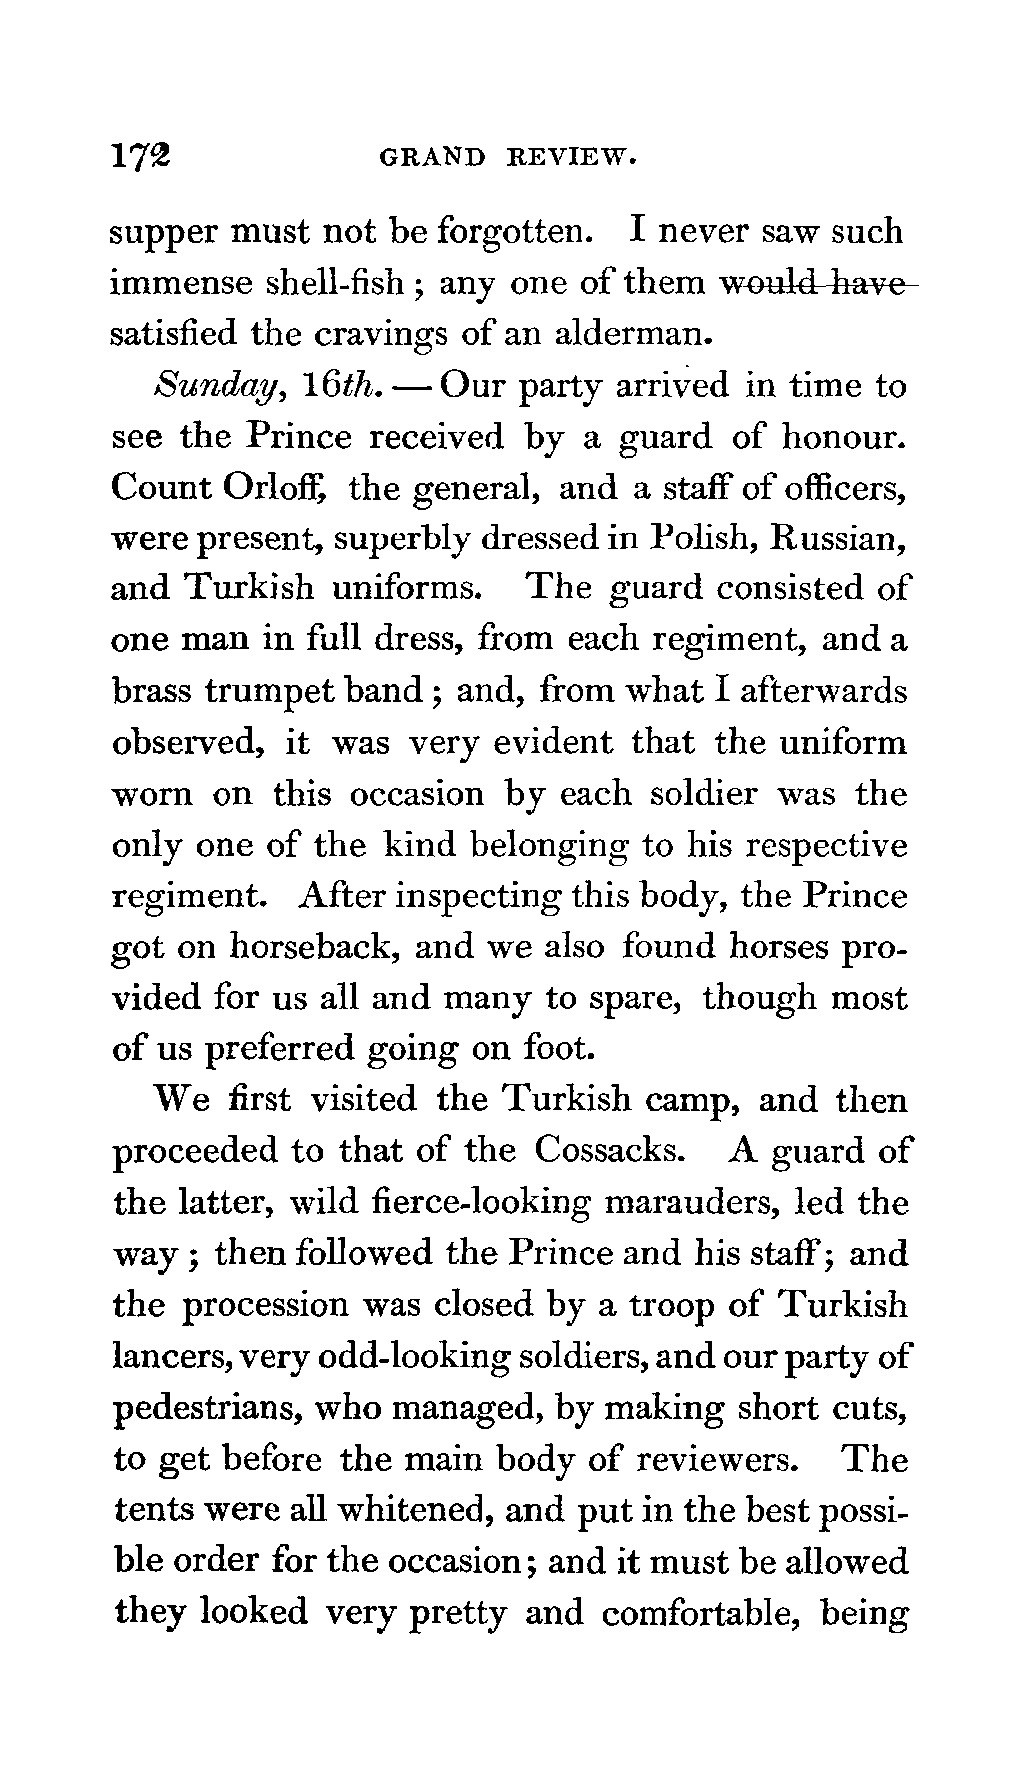 172 GRAND REVIEW.
supper must not be forgotten. I never saw such
immense shell-fish ; any one of them would have
satisfied the cravings of an alderman.
Sunday, 16th. — Our party arrived in time to
see the Prince received by a guard of honour.
Count Orloff, the general, and a staff of officers,
were present, superbly dressed in Polish, Russian,
and Turkish uniforms. The guard consisted of
one man in full dress, from each regiment, and a
brass trumpet band ; and, from what I afterwards
observed, it was very evident that the uniform
worn on this occasion by each soldier was the
only one of the kind belonging to his respective
regiment. After inspecting this body, the Prince
got on horseback, and we also found horses pro-
vided for us all and many to spare, though most
of us preferred going on foot.
We first visited the Turkish camp, and then
proceeded to that of the Cossacks. A guard of
the latter, wild fierce-looking marauders, led the
way ; then followed the Prince and his staff; and
the procession was closed by a troop of Turkish
lancers, very odd-looking soldiers, and our party of
pedestrians, who managed, by making short cuts,
to get before the main body of reviewers. The
tents were all whitened, and put in the best possi-
ble order for the occasion; and it must be allowed
they looked very pretty and comfortable, being